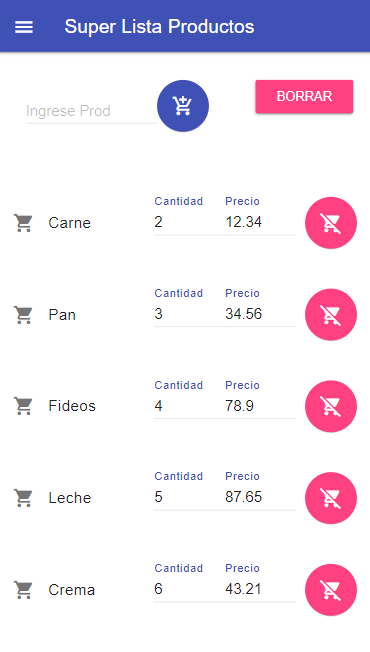 Super Lista Productos
Ingrese Prod
BORRAR
Cantidad Precio
Carne 2 12.34
Cantidad Precio
Pan 3 34.56
Cantidad Precio
Fideos 4 78.9
Cantidad Precio
Leche 5 87.65
Cantidad Precio
Crema 6 43.21